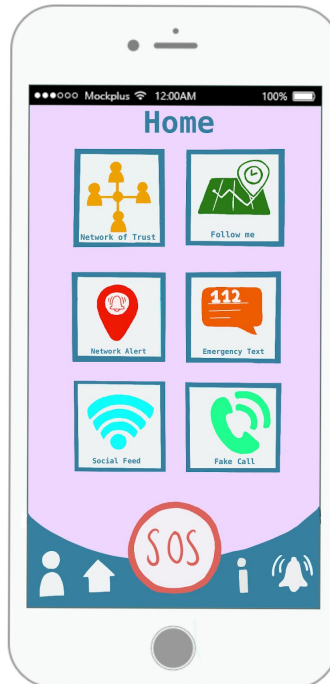 Mockplus 12:00AM 100%
Home
Network of Trust
Follow me
Network Alert
112
Emergency Text
Social Feed
Fake Call
SOS
i